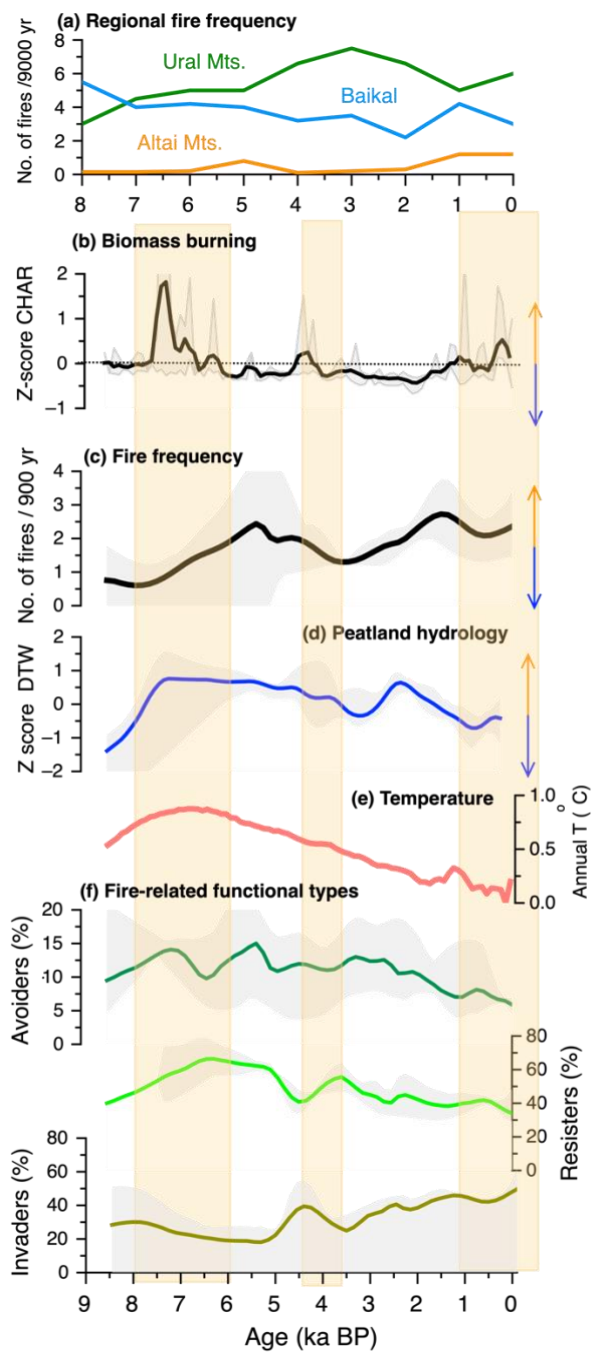 (a) Regional fire frequency
No. of fires /9000 yr
8
6
4
2
0
Ural Mts.
Baikal
Altai Mts.
8 7 6 5 4 3 2 1 0
(b) Biomass burning
Z-score CHAR
2
1
0
−1
(c) Fire frequency
No. of fires / 900 yr
4
3
2
1
0
(d) Peatland hydrology
Z score DTW
2
1
0
−1
−2
(e) Temperature
1.0
0.5
0.0
Annual T (°C)
(f) Fire-related functional types
Avoiders (%)
20
15
10
5
0
80
60
40
20
0
Resisters (%)
Invaders (%)
80
60
40
20
0
9 8 7 6 5 4 3 2 1 0
Age (ka BP)